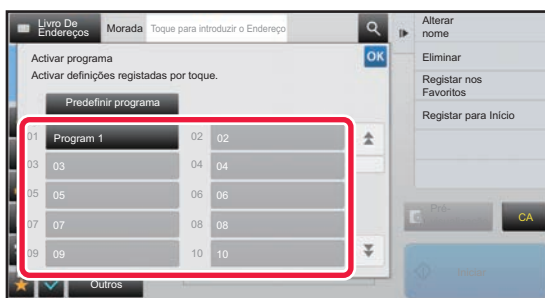 Livro De
Endereços
Morada
Toque para introduzir o Endereço
Alterar
nome
Ativar programa
OK
Ativar definições registadas por toque.
Eliminar
Registar nos
Favoritos
Predefinir programa
Registar para Início
01 Program 1
02 02
03 03
04 04
05 05
06 06
07 07
08 08
09 09
10 10
CA
Outros